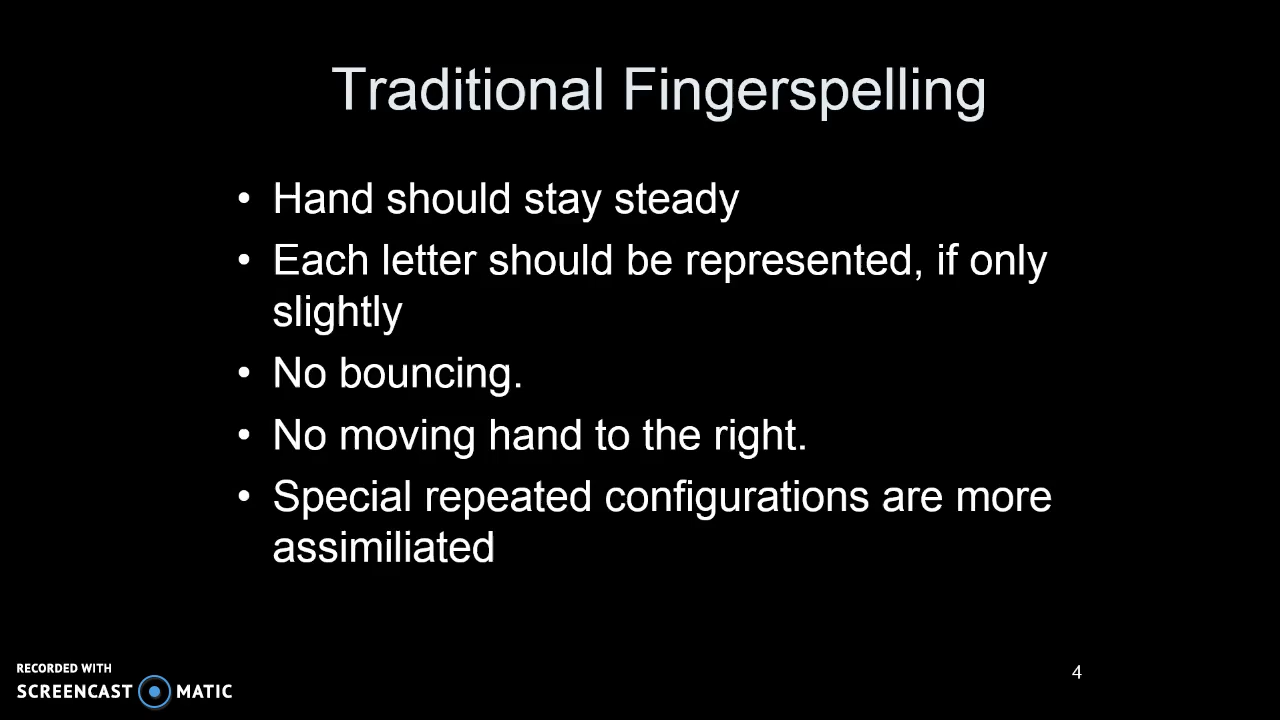 Traditional Fingerspelling
• Hand should stay steady
• Each letter should be represented, if only
slightly
• No bouncing.
• No moving hand to the right.
• Special repeated configurations are more
assimiliated
RECORDED WITH
SCREENCAST MATIC
4